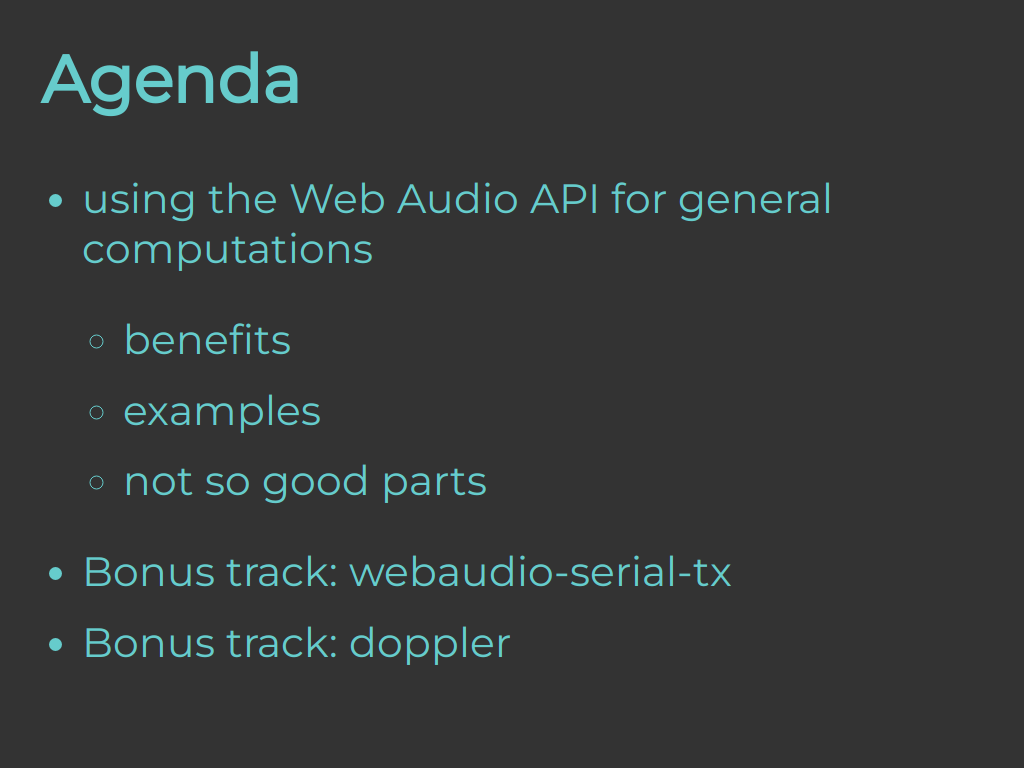 Agenda
using the Web Audio API for general
computations
benefits
examples
not so good parts
Bonus track: webaudio-serial-tx
Bonus track: doppler